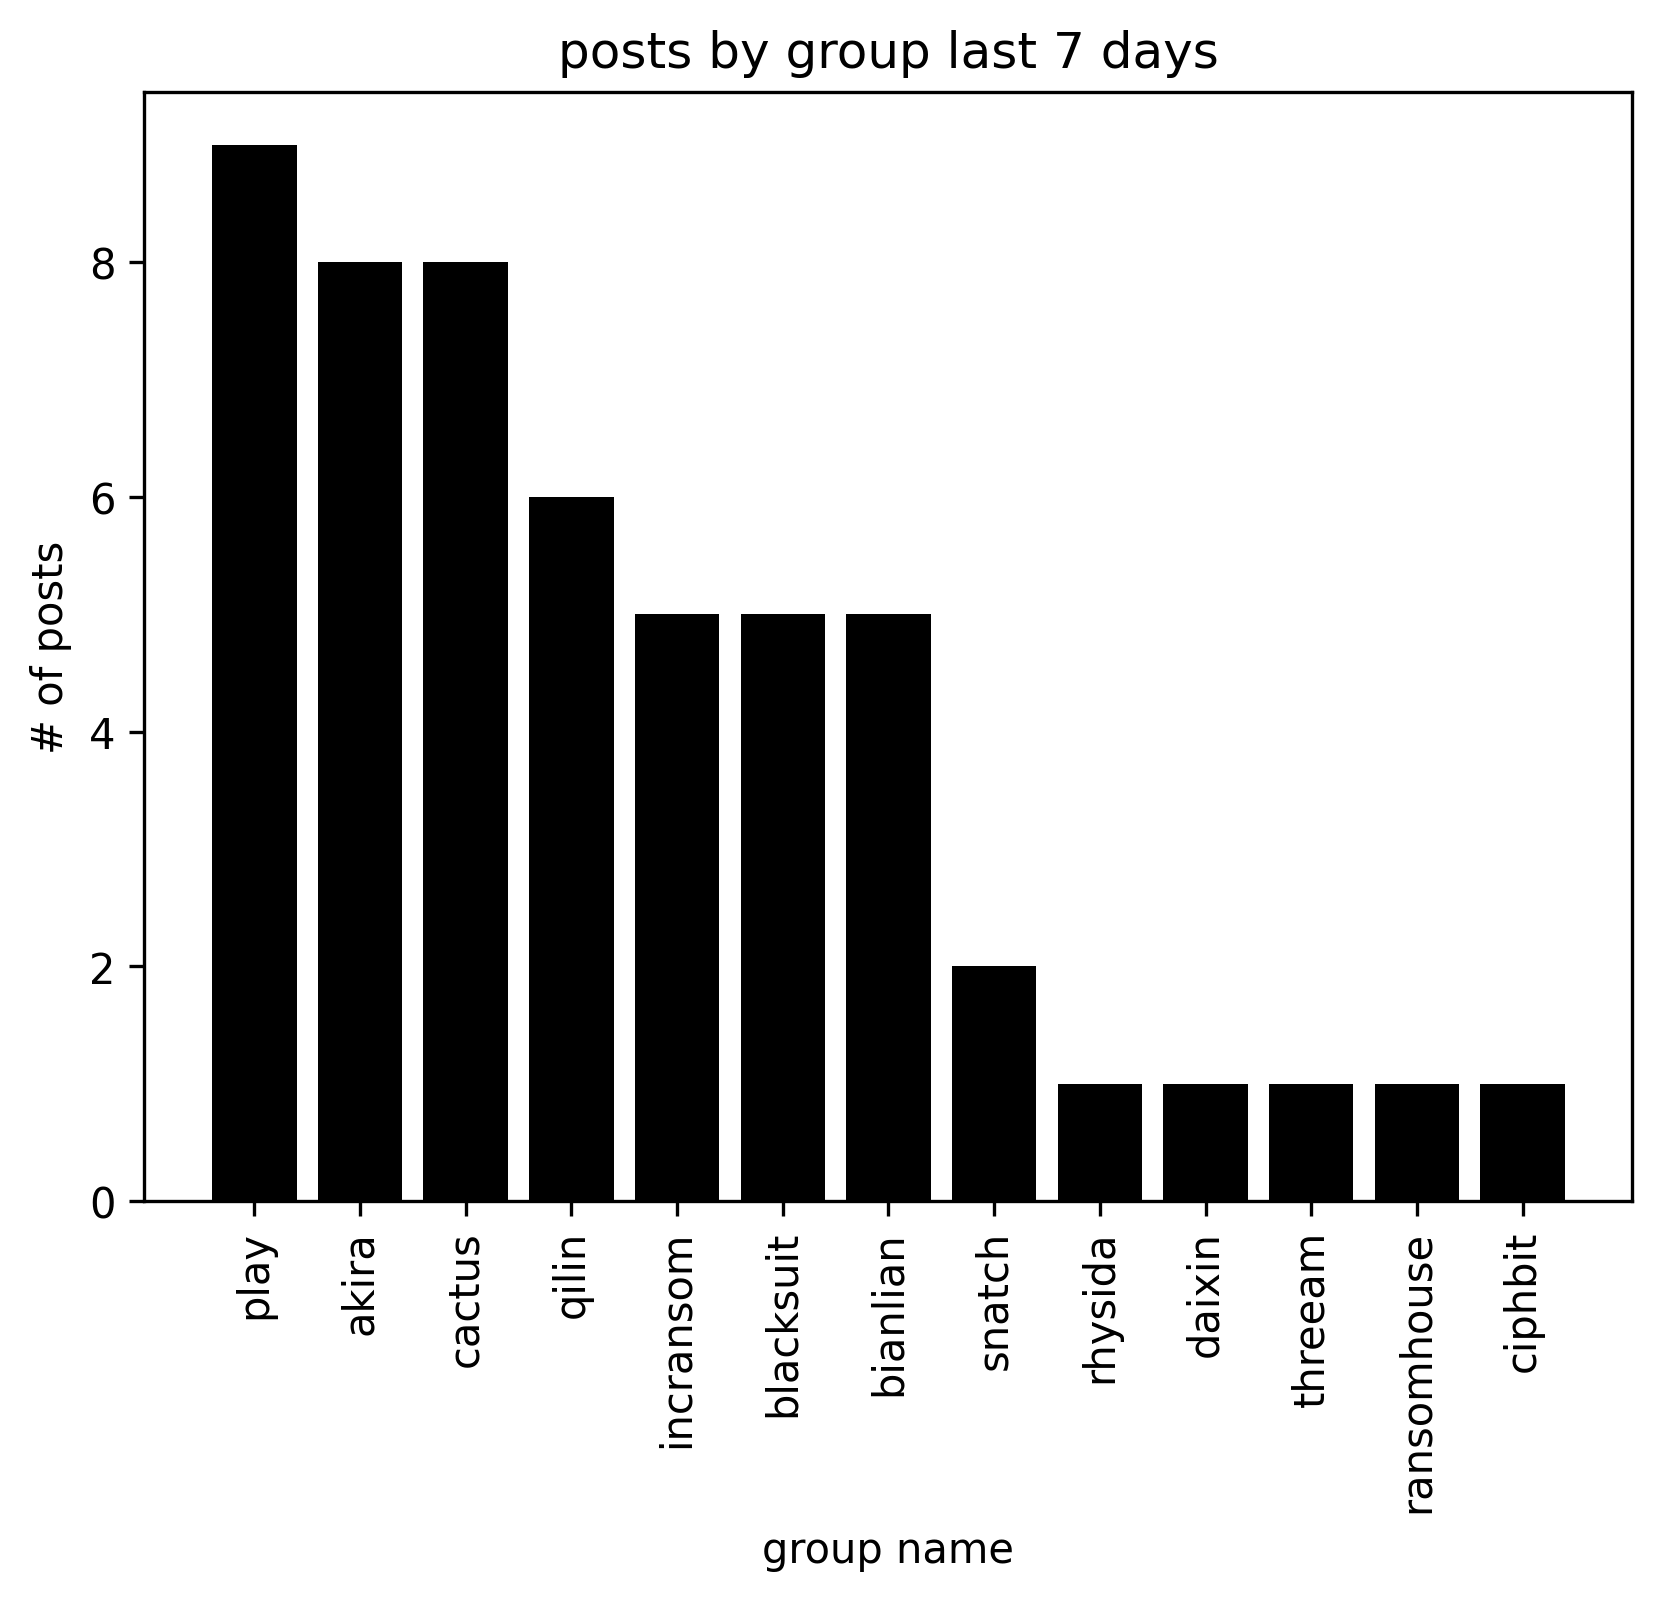 posts by group last 7 days
# of posts
8
6
4
2
0
play
akira
cactus
qilin
incransom
blacksuit
bianlian
snatch
rhysida
daixin
threeam
ransomhouse
ciphbit
group name